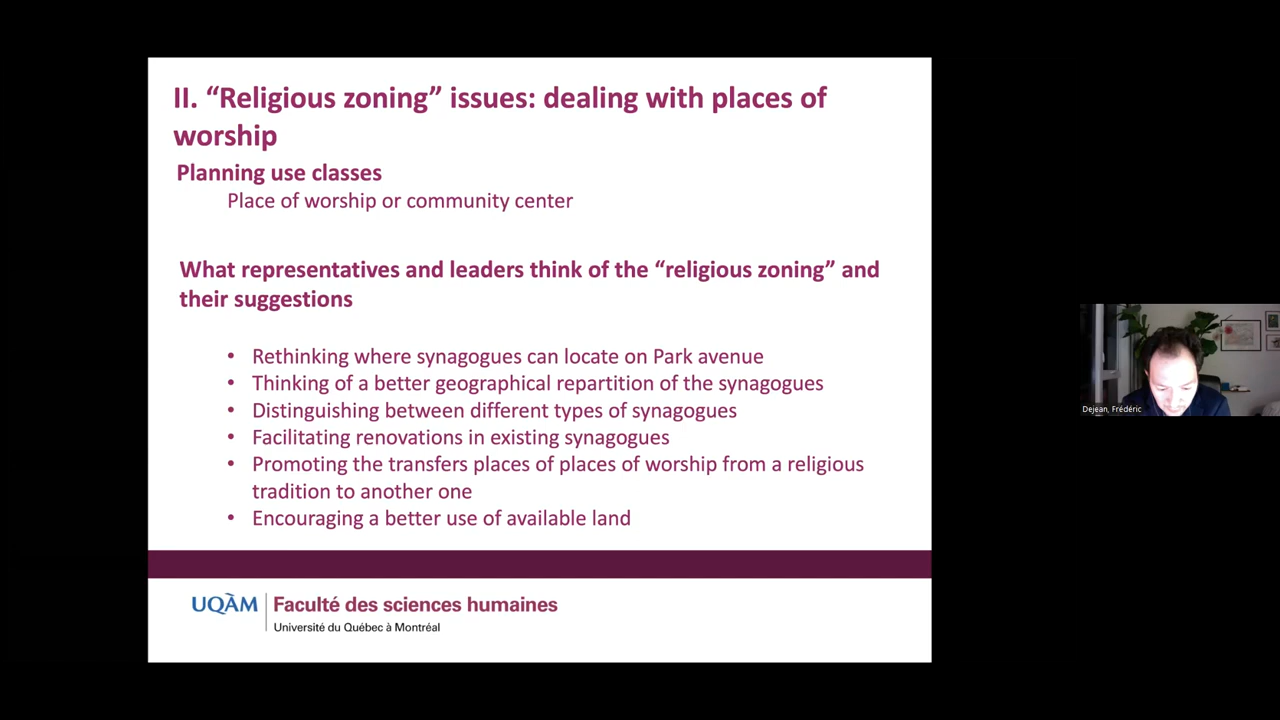 II. “Religious zoning” issues: dealing with places of
worship
Planning use classes
Place of worship or community center
What representatives and leaders think of the “religious zoning” and
their suggestions
• Rethinking where synagogues can locate on Park avenue
• Thinking of a better geographical repartition of the synagogues
• Distinguishing between different types of synagogues
• Facilitating renovations in existing synagogues
• Promoting the transfers places of places of worship from a religious
tradition to another one
• Encouraging a better use of available land
UQÀM Faculté des sciences humaines
Université du Québec à Montréal
Dejean, Frédéric